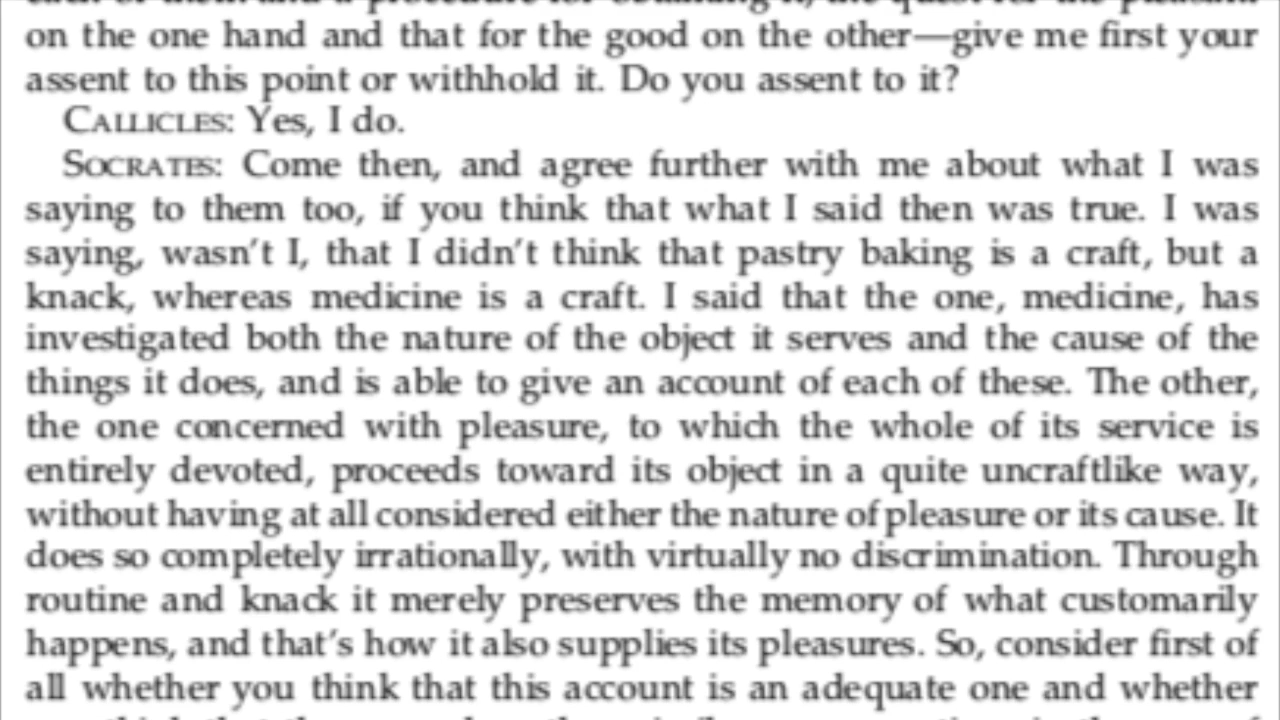 on the one hand and that for the good on the other—give me first your
assent to this point or withhold it. Do you assent to it?
CALLICLES: Yes, I do.
SOCRATES: Come then, and agree further with me about what I was
saying to them too, if you think that what I said then was true. I was
saying, wasn't I, that I didn't think that pastry baking is a craft, but a
knack, whereas medicine is a craft. I said that the one, medicine, has
investigated both the nature of the object it serves and the cause of the
things it does, and is able to give an account of each of these. The other,
the one concerned with pleasure, to which the whole of its service is
entirely devoted, proceeds toward its object in a quite uncraftlike way,
without having at all considered either the nature of pleasure or its cause. It
does so completely irrationally, with virtually no discrimination. Through
routine and knack it merely preserves the memory of what customarily
happens, and that's how it also supplies its pleasures. So, consider first of
all whether you think that this account is an adequate one and whether